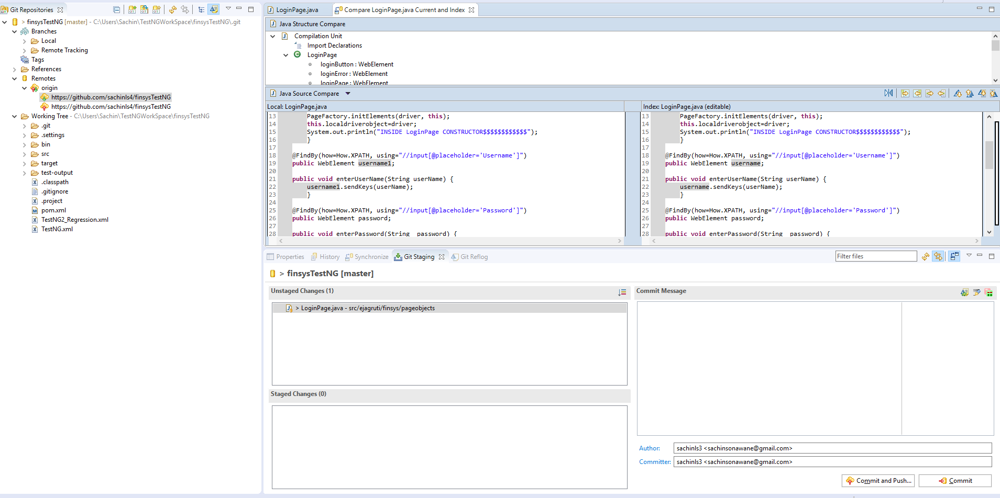 Git Repositories
> finsysTestNG [master] - C:\Users\Sachin\TestNGWorkSpace\finsysTestNG\.git
Branches
Local
Remote Tracking
Tags
References
Remotes
origin
https://github.com/sachinls4/finsysTestNG
https://github.com/sachinls4/finsysTestNG
Working Tree - C:\Users\Sachin\TestNGWorkSpace\finsysTestNG
.git
.settings
bin
src
target
test-output
.classpath
.gitignore
.project
pom.xml
TestNG2_Regression.xml
TestNG.xml
LoginPage.java
Compare LoginPage.java Current and Index
Java Structure Compare
Compilation Unit
Import Declarations
LoginPage
loginButton : WebElement
loginError : WebElement
loginPage : WebElement
Java Source Compare
Local: LoginPage.java
13 PageFactory.initElements(driver, this);
14 this.localdriverobject=driver;
15 System.out.println("INSIDE LoginPage CONSTRUCTOR$$$$$$$$$$$$");
16 }
17
18 @FindBy(how=How.XPATH, using="//input[@placeholder='Username']")
19 public WebElement username1;
20
21 public void enterUserName(String userName) {
22 username1.sendKeys(userName);
23 }
24
25 @FindBy(how=How.XPATH, using="//input[@placeholder='Password']")
26 public WebElement password;
27
28 public void enterPassword(String _password) {
Index: LoginPage.java (editable)
13 PageFactory.initElements(driver, this);
14 this.localdriverobject=driver;
15 System.out.println("INSIDE LoginPage CONSTRUCTOR$$$$$$$$$$$$");
16 }
17
18 @FindBy(how=How.XPATH, using="//input[@placeholder='Username']")
19 public WebElement username;
20
21 public void enterUserName(String userName) {
22 username.sendKeys(userName);
23 }
24
25 @FindBy(how=How.XPATH, using="//input[@placeholder='Password']")
26 public WebElement password;
27
28 public void enterPassword(String _password) {
Properties
History
Synchronize
Git Staging
Git Reflog
Filter files
> finsysTestNG [master]
Unstaged Changes (1)
> LoginPage.java - src/ejagruti/finsys/pageobjects
Staged Changes (0)
Commit Message
Author: sachinls3 <sachinsonawane@gmail.com>
Committer: sachinls3 <sachinsonawane@gmail.com>
Commit and Push...
Commit